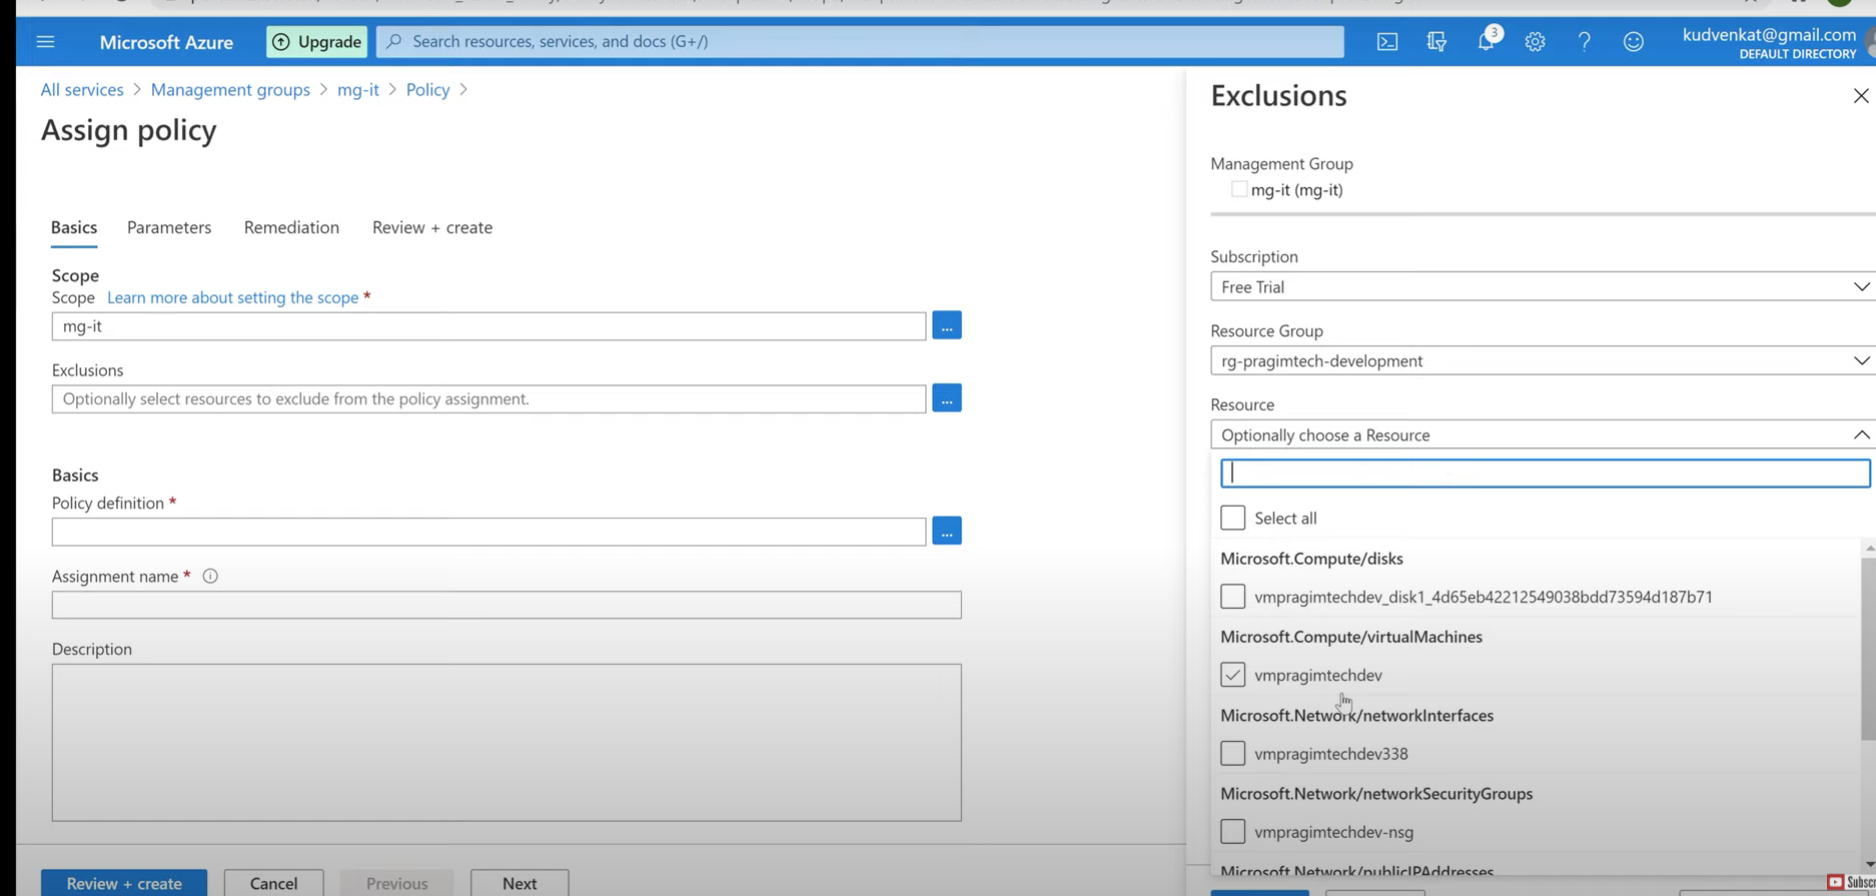 Microsoft Azure
Upgrade
Search resources, services, and docs (G+/)
3
kudvenkat@gmail.com
DEFAULT DIRECTORY
All services > Management groups > mg-it > Policy >
Assign policy
Basics
Parameters
Remediation
Review + create
Scope
Scope Learn more about setting the scope *
mg-it
...
Exclusions
Optionally select resources to exclude from the policy assignment.
...
Basics
Policy definition *
...
Assignment name *
Description
Review + create
Cancel
Previous
Next
Exclusions
Management Group
mg-it (mg-it)
Subscription
Free Trial
Resource Group
rg-pragimtech-development
Resource
Optionally choose a Resource
Select all
Microsoft.Compute/disks
vmpragimtechdev_disk1_4d65eb42212549038bdd73594d187b71
Microsoft.Compute/virtualMachines
vmpragimtechdev
Microsoft.Network/networkInterfaces
vmpragimtechdev338
Microsoft.Network/networkSecurityGroups
vmpragimtechdev-nsg
Microsoft.Network/publicIPAddresses
Subsc